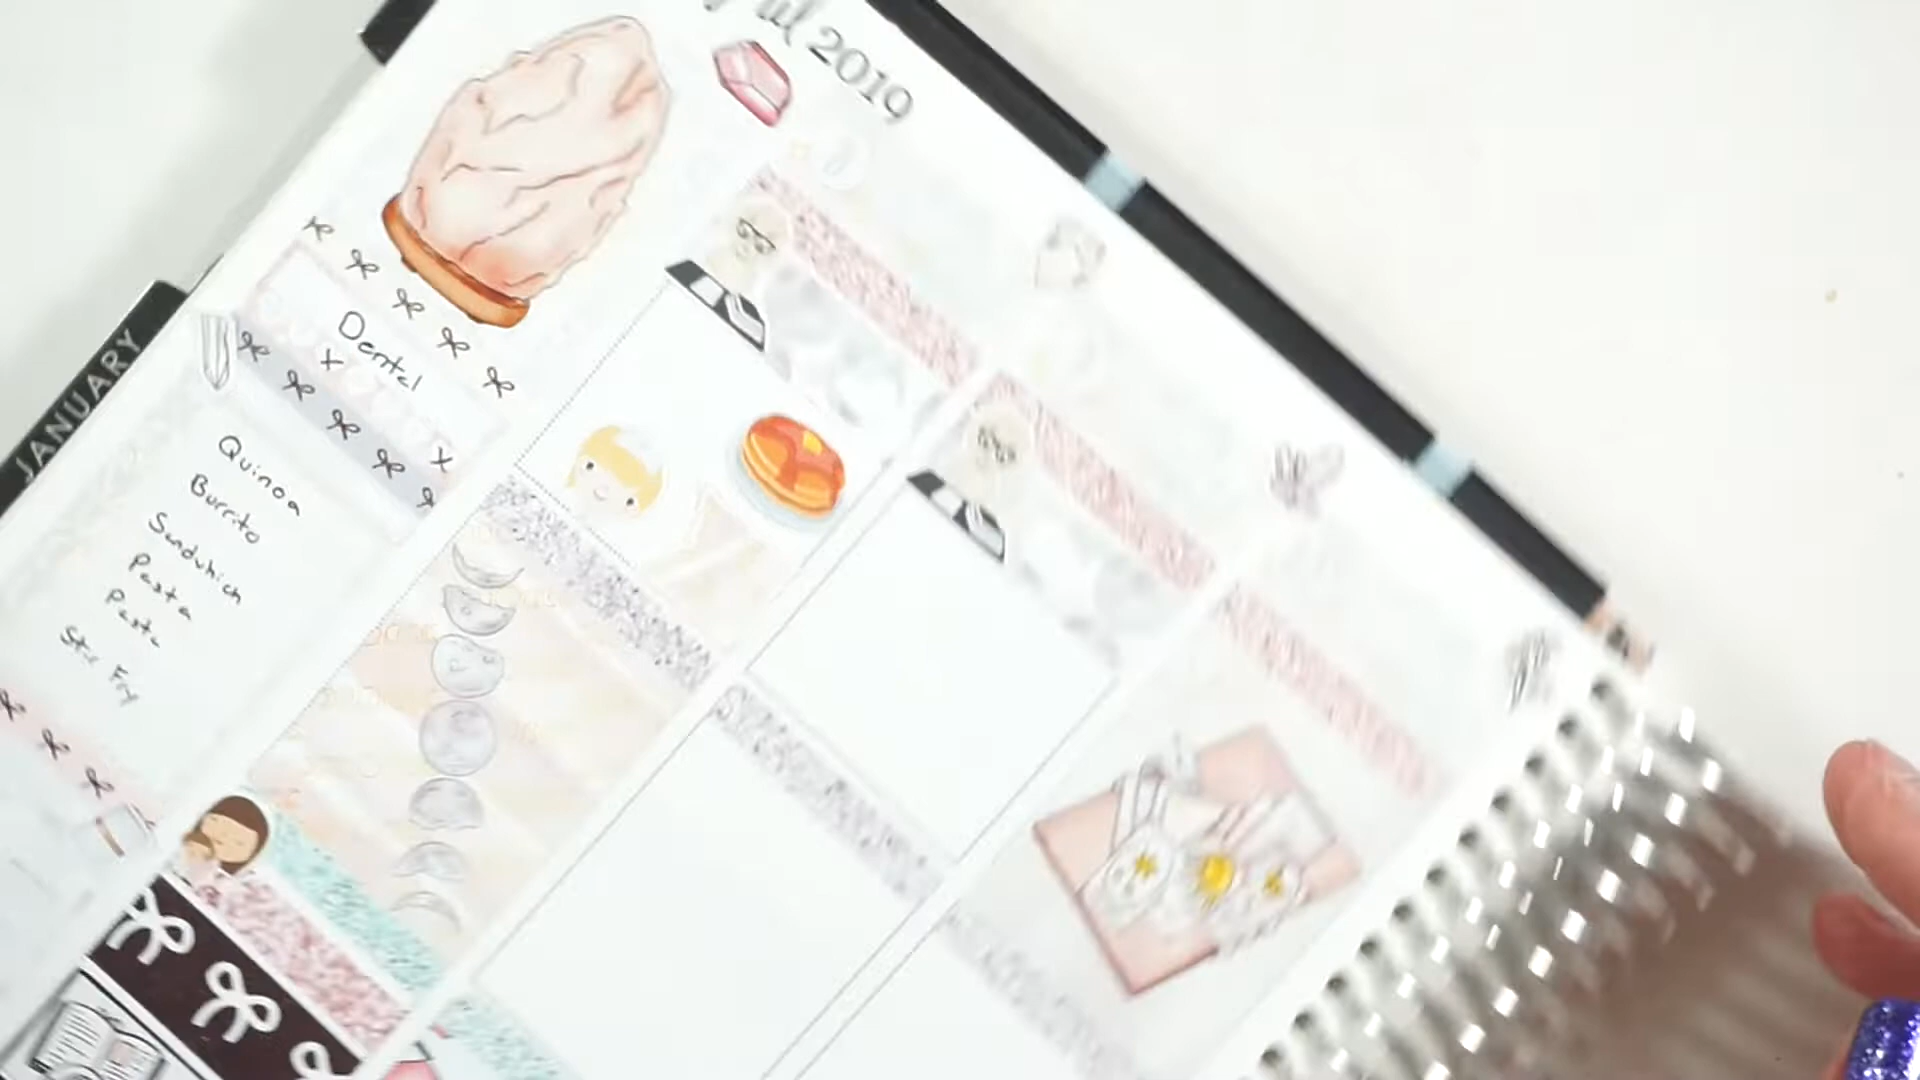 2019
JANUARY
Dental
x
x
Quinoa
Burrito
Sandwhich
Pasta
Pasta
Stir Fry